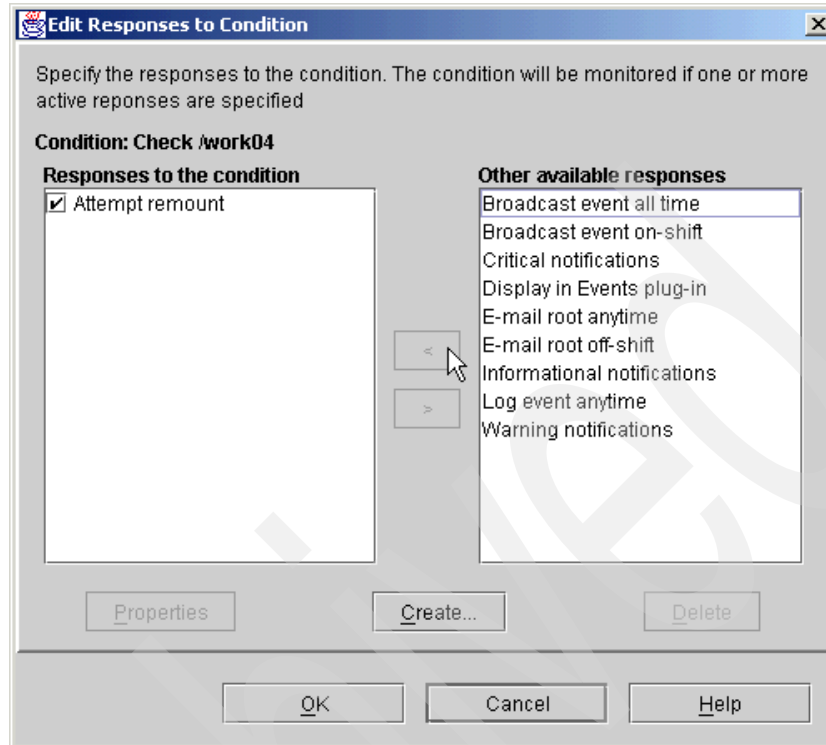 Edit Responses to Condition
Specify the responses to the condition. The condition will be monitored if one or more
active reponses are specified
Condition: Check /work04
Responses to the condition
Attempt remount
Other available responses
Broadcast event all time
Broadcast event on-shift
Critical notifications
Display in Events plug-in
E-mail root anytime
E-mail root off-shift
Informational notifications
Log event anytime
Warning notifications
<
>
Properties
Create...
Delete
OK
Cancel
Help